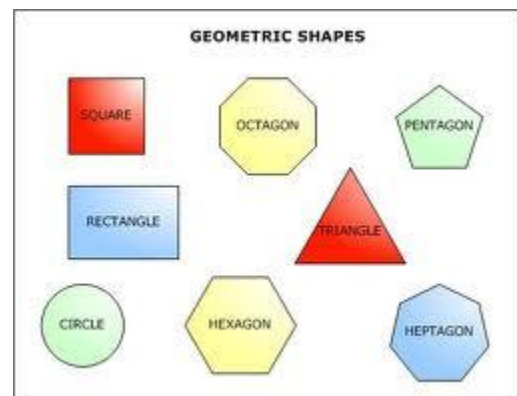 GEOMETRIC SHAPES
SQUARE
OCTAGON
PENTAGON
RECTANGLE
TRIANGLE
CIRCLE
HEXAGON
HEPTAGON